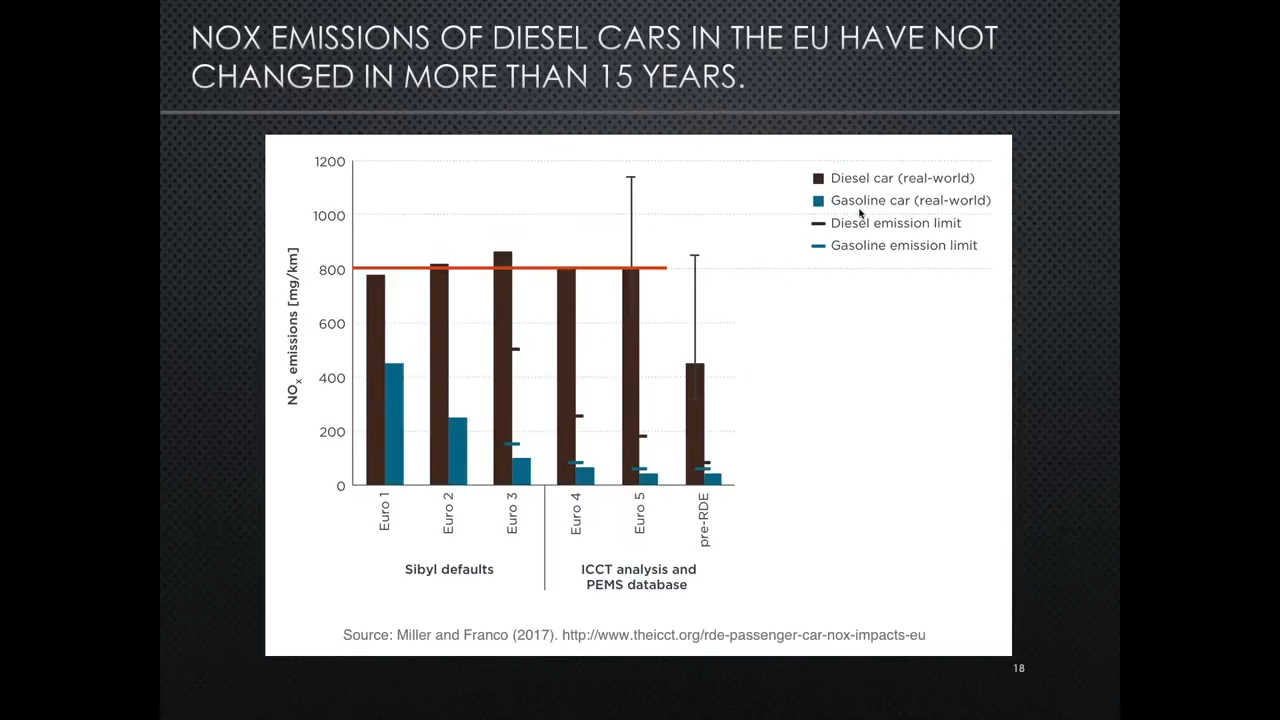 NOX EMISSIONS OF DIESEL CARS IN THE EU HAVE NOT
CHANGED IN MORE THAN 15 YEARS.
1200
1000
800
600
400
200
0
NOx emissions [mg/km]
Diesel car (real-world)
Gasoline car (real-world)
Diesel emission limit
Gasoline emission limit
Euro 1
Euro 2
Euro 3
Euro 4
Euro 5
pre-RDE
Sibyl defaults
ICCT analysis and
PEMS database
Source: Miller and Franco (2017). http://www.theicct.org/rde-passenger-car-nox-impacts-eu
18